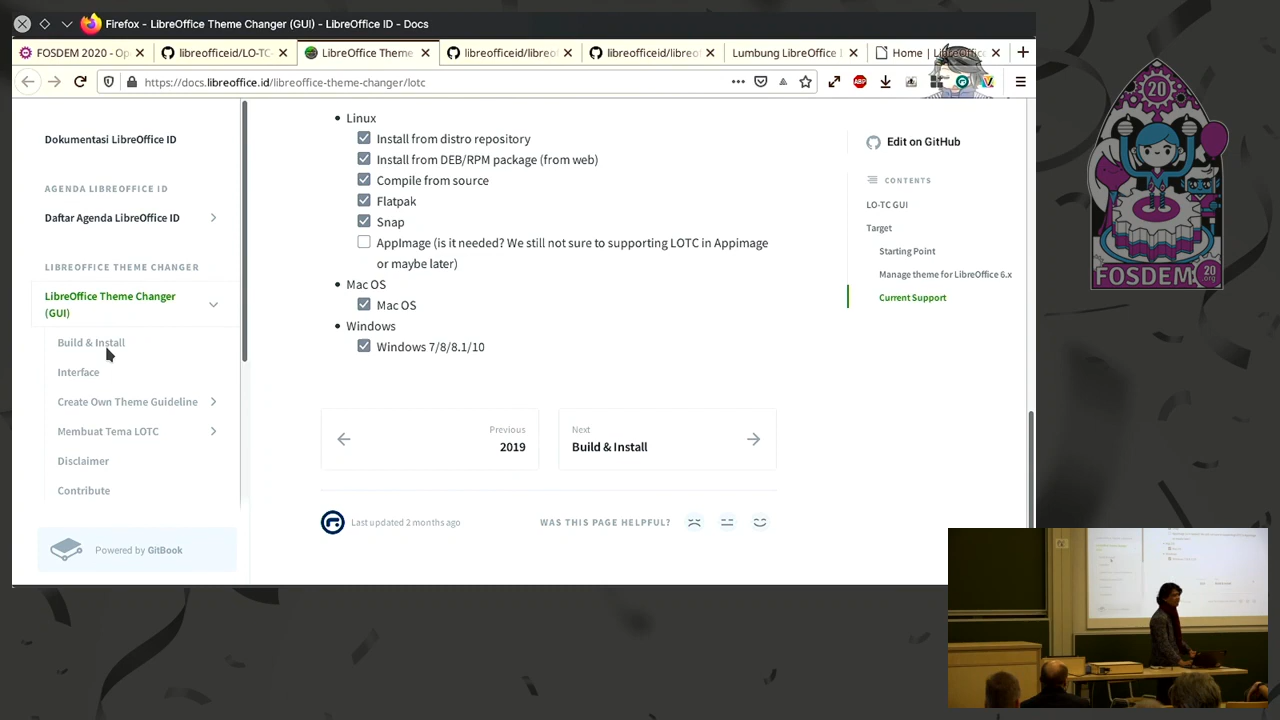 Firefox - LibreOffice Theme Changer (GUI) - LibreOffice ID - Docs
FOSDEM 2020 - Op
libreofficeid/LO-TC-
LibreOffice Theme
libreofficeid/libreo
libreofficeid/libreof
Lumbung LibreOffice
Home | LibreOffice
https://docs.libreoffice.id/libreoffice-theme-changer/lotc
ABP
Dokumentasi LibreOffice ID
AGENDA LIBREOFFICE ID
Daftar Agenda LibreOffice ID
LIBREOFFICE THEME CHANGER
LibreOffice Theme Changer
(GUI)
Build & Install
Interface
Create Own Theme Guideline
Membuat Tema LOTC
Disclaimer
Contribute
Powered by GitBook
Linux
Install from distro repository
Install from DEB/RPM package (from web)
Compile from source
Flatpak
Snap
AppImage (is it needed? We still not sure to supporting LOTC in Appimage
or maybe later)
Mac OS
Mac OS
Windows
Windows 7/8/8.1/10
Previous
2019
Next
Build & Install
Last updated 2 months ago
WAS THIS PAGE HELPFUL?
Edit on GitHub
CONTENTS
LO-TC GUI
Target
Starting Point
Manage theme for LibreOffice 6.x
Current Support
20
FOSDEM
20
.org